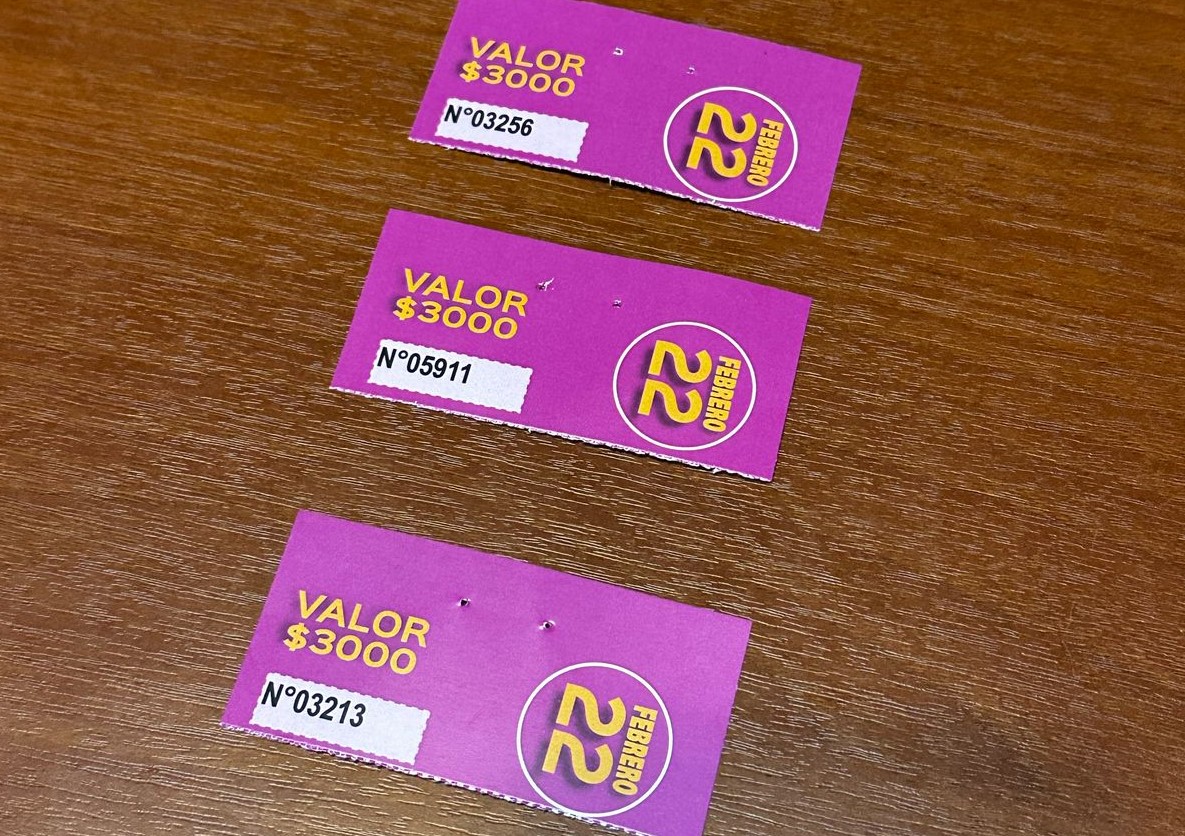 VALOR
$3000
N°03256
22
FEBRERO
VALOR
$3000
N°05911
22
FEBRERO
VALOR
$3000
N°03213
22
FEBRERO